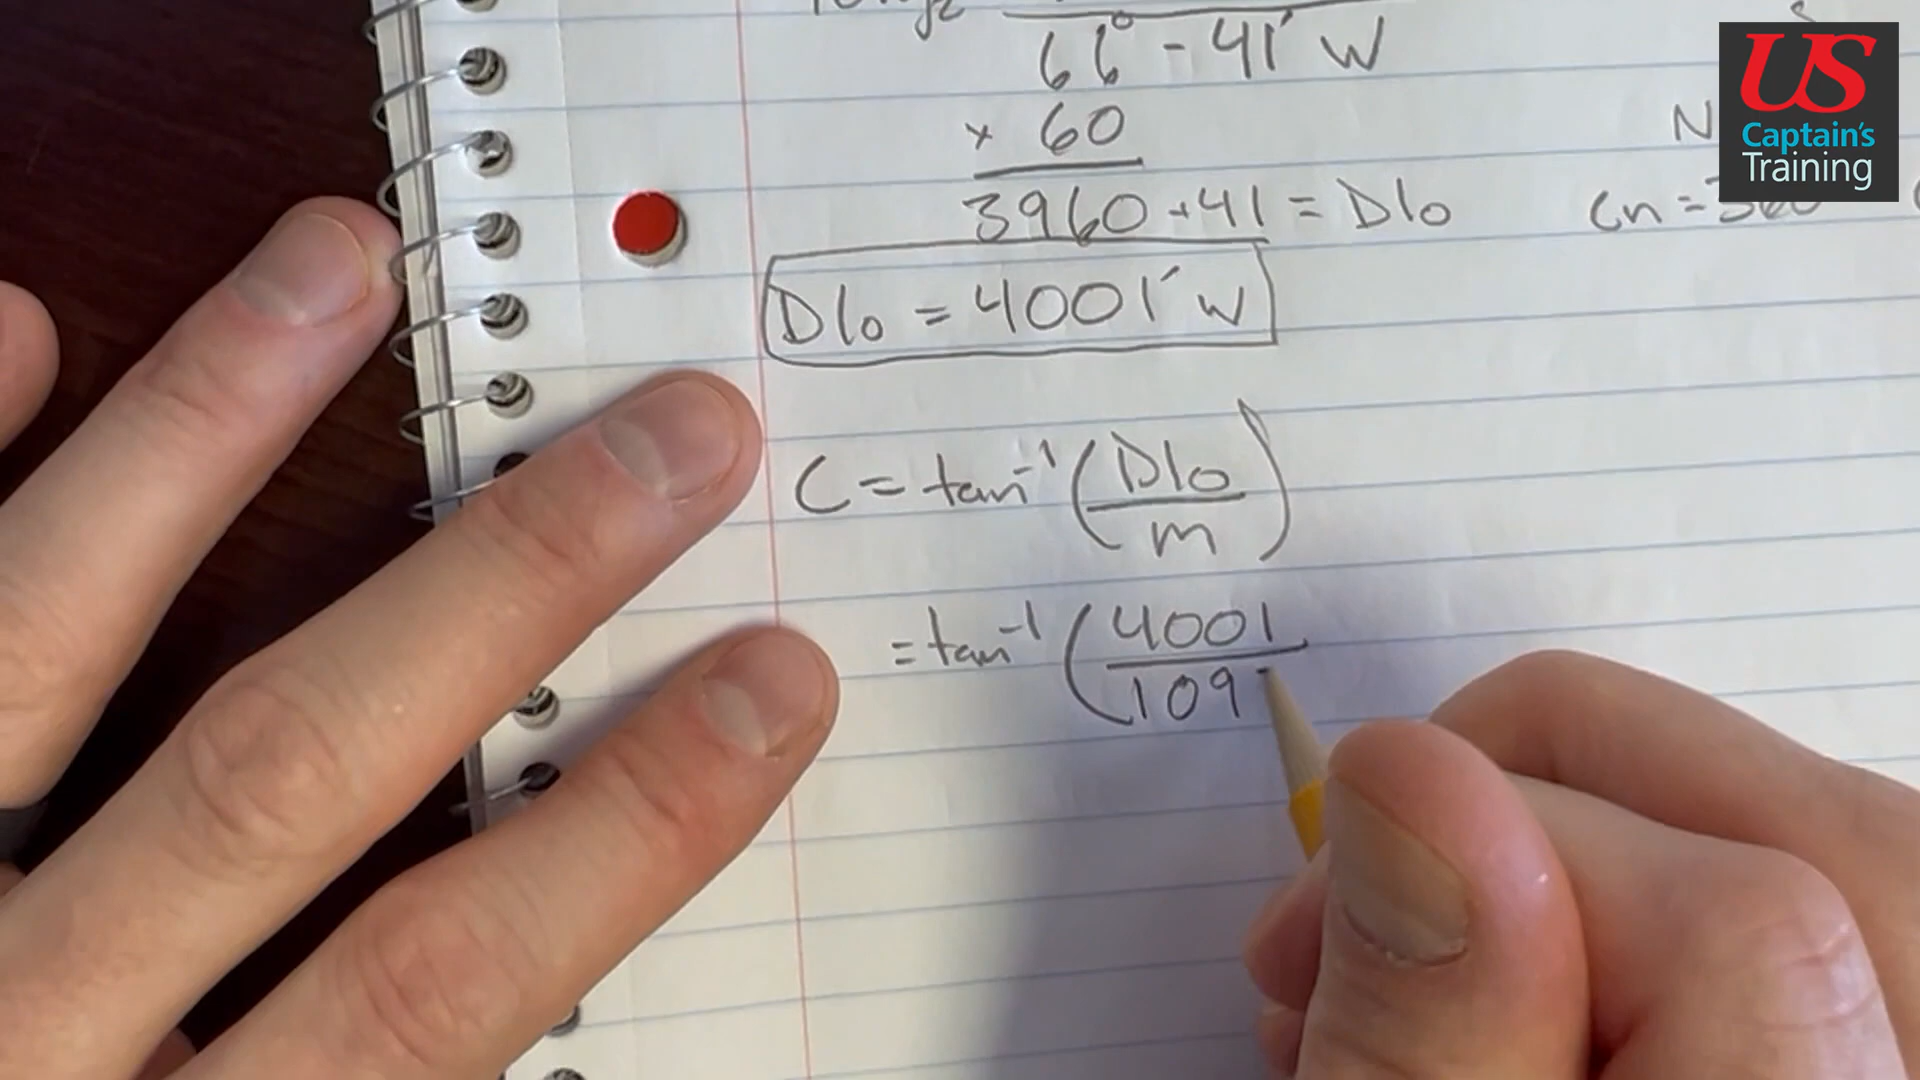 66° - 41' W
× 60
3960 + 41 = Dlo
Dlo = 4001' W
C = tan⁻¹ (Dlo / m)
= tan⁻¹ (4001 / 109
N
Cn = 360
US
Captain's
Training